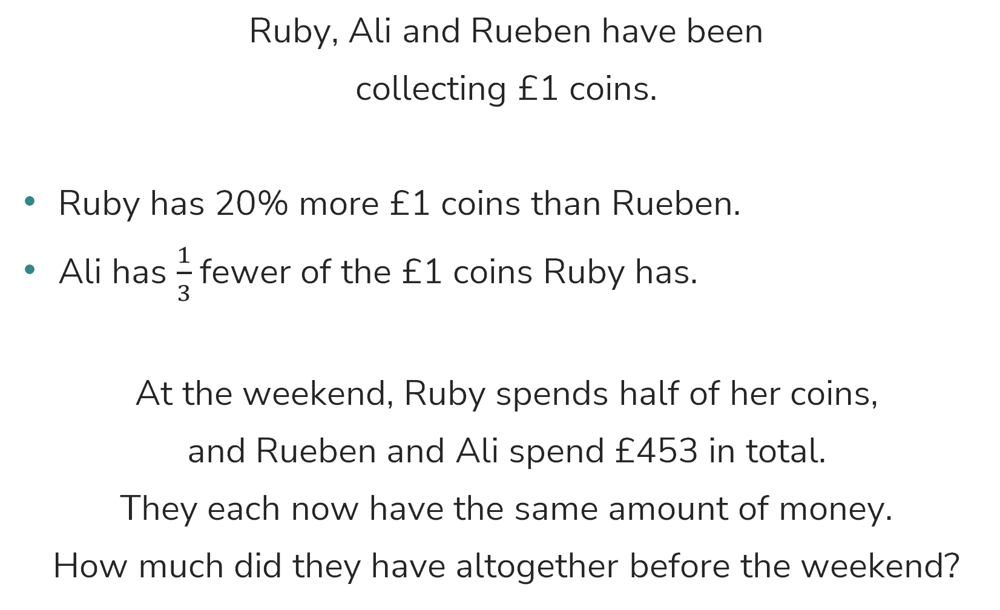 Ruby, Ali and Rueben have been
collecting £1 coins.
• Ruby has 20% more £1 coins than Rueben.
• Ali has 1/3 fewer of the £1 coins Ruby has.
At the weekend, Ruby spends half of her coins,
and Rueben and Ali spend £453 in total.
They each now have the same amount of money.
How much did they have altogether before the weekend?